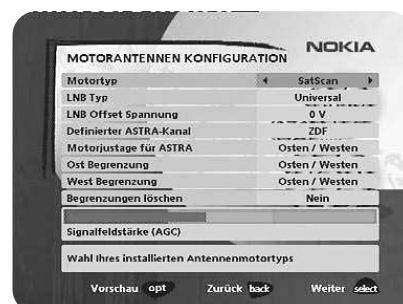 NOKIA
MOTORANTENNEN KONFIGURATION
Motortyp SatScan
LNB Typ Universal
LNB Offset Spannung 0 V
Definierter ASTRA-Kanal ZDF
Motorjustage für ASTRA Osten / Westen
Ost Begrenzung Osten / Westen
West Begrenzung Osten / Westen
Begrenzungen löschen Nein
Signalfeldstärke (AGC)
Wahl Ihres installierten Antennenmotortyps
Vorschau opt Zurück back Weiter select